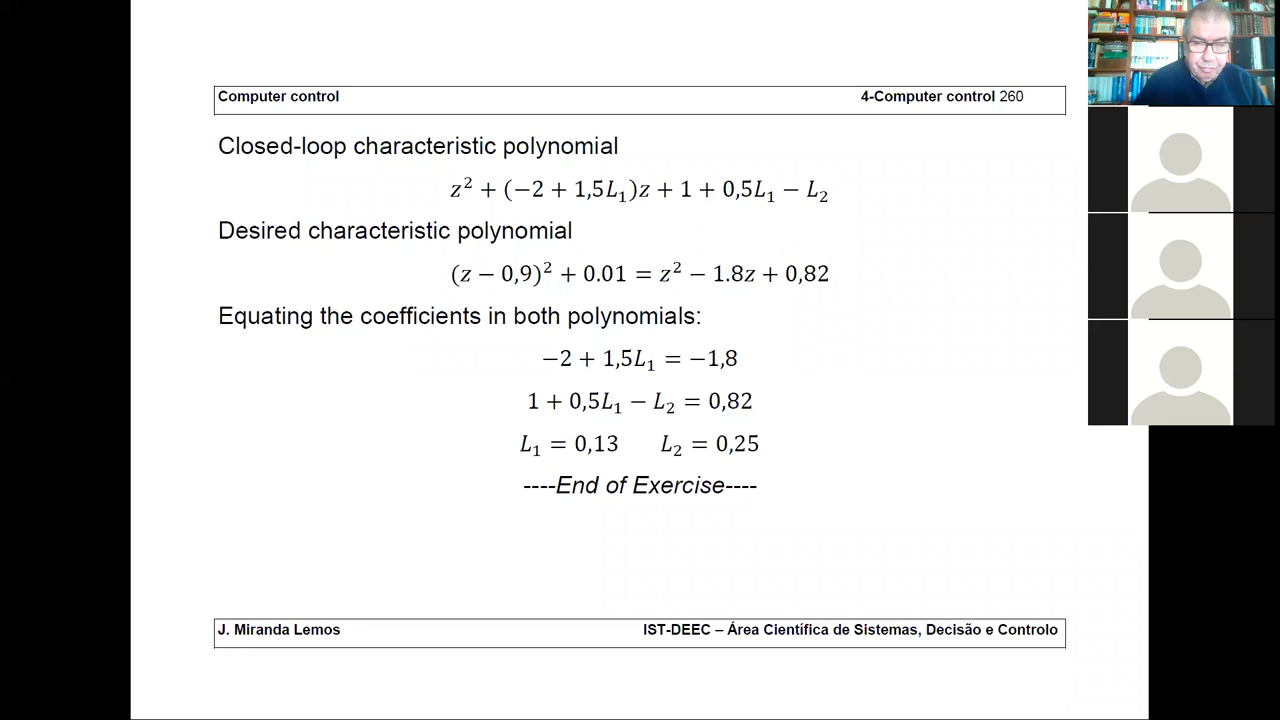 Computer control 4-Computer control 260
Closed-loop characteristic polynomial
z² + (−2 + 1,5L₁)z + 1 + 0,5L₁ − L₂
Desired characteristic polynomial
(z − 0,9)² + 0.01 = z² − 1.8z + 0,82
Equating the coefficients in both polynomials:
−2 + 1,5L₁ = −1,8
1 + 0,5L₁ − L₂ = 0,82
L₁ = 0,13 L₂ = 0,25
----End of Exercise----
J. Miranda Lemos IST-DEEC – Área Científica de Sistemas, Decisão e Controlo